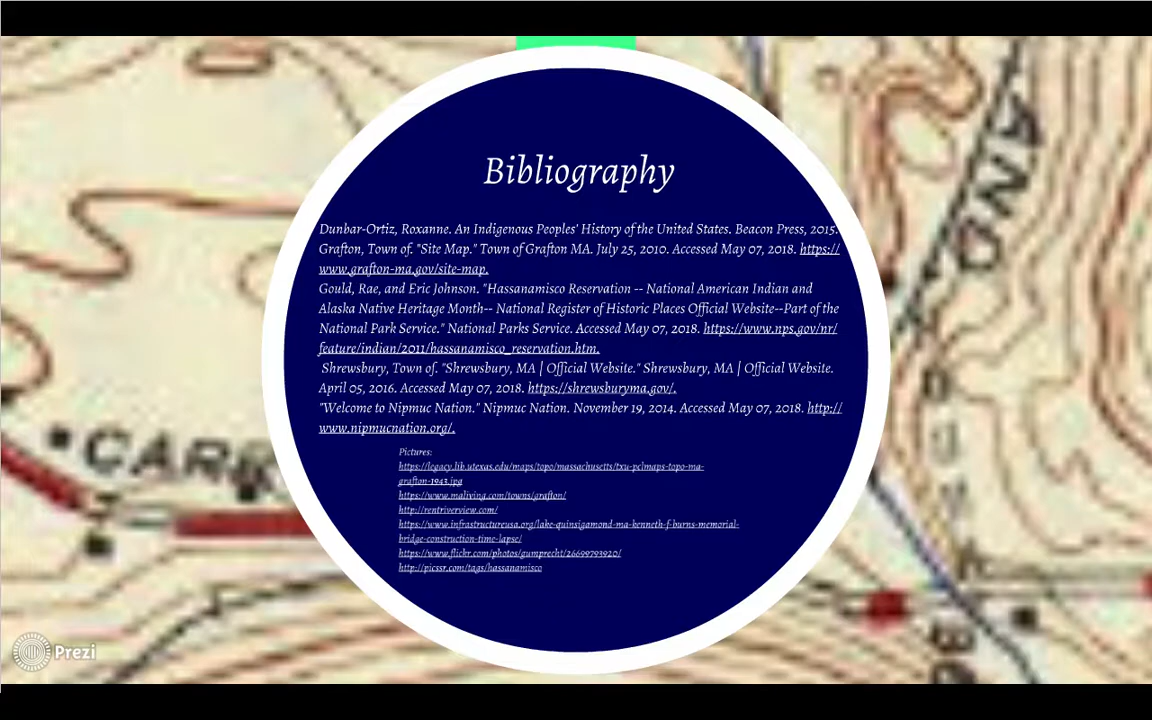 Bibliography
Dunbar-Ortiz, Roxanne. An Indigenous Peoples' History of the United States. Beacon Press, 2015.
Grafton, Town of. "Site Map." Town of Grafton MA. July 25, 2010. Accessed May 07, 2018. https://
www.grafton-ma.gov/site-map.
Gould, Rae, and Eric Johnson. "Hassanamisco Reservation -- National American Indian and
Alaska Native Heritage Month-- National Register of Historic Places Official Website--Part of the
National Park Service." National Parks Service. Accessed May 07, 2018. https://www.nps.gov/nr/
feature/indian/2011/hassanamisco_reservation.htm.
Shrewsbury, Town of. "Shrewsbury, MA | Official Website." Shrewsbury, MA | Official Website.
April 05, 2016. Accessed May 07, 2018. https://shrewsburyma.gov/.
"Welcome to Nipmuc Nation." Nipmuc Nation. November 19, 2014. Accessed May 07, 2018. http://
www.nipmucnation.org/.
Pictures:
https://legacy.lib.utexas.edu/maps/topo/massachusetts/txu-pclmaps-topo-ma-
grafton-1943.jpg
https://www.maliving.com/towns/grafton/
http://rentriverview.com/
https://www.infrastructureusa.org/lake-quinsigamond-ma-kenneth-f-burns-memorial-
bridge-construction-time-lapse/
https://www.flickr.com/photos/gumprecht/26699793920/
http://picssr.com/tags/hassanamisco
Prezi